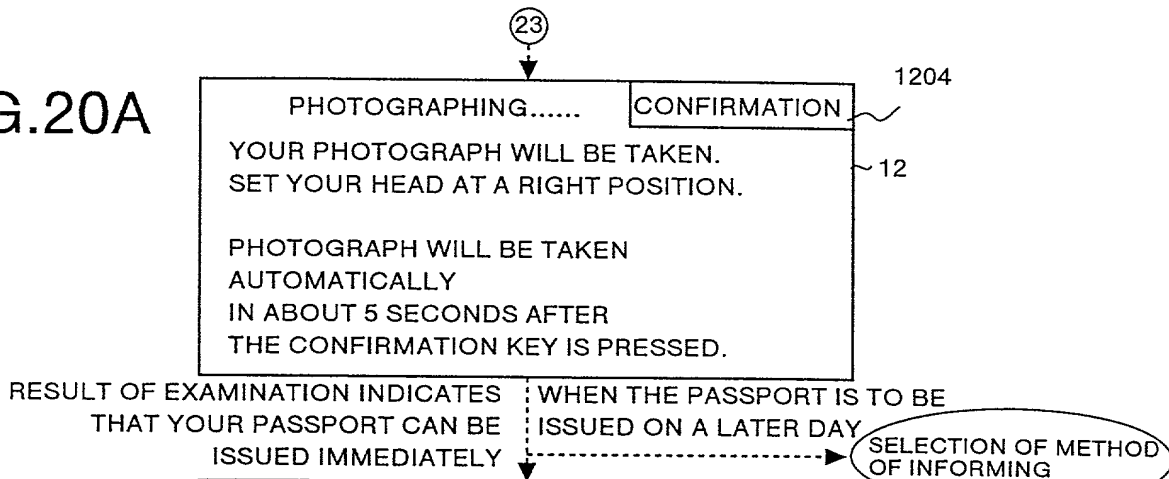 23
G.20A
PHOTOGRAPHING......
CONFIRMATION
1204
12
YOUR PHOTOGRAPH WILL BE TAKEN.
SET YOUR HEAD AT A RIGHT POSITION.
PHOTOGRAPH WILL BE TAKEN
AUTOMATICALLY
IN ABOUT 5 SECONDS AFTER
THE CONFIRMATION KEY IS PRESSED.
RESULT OF EXAMINATION INDICATES
THAT YOUR PASSPORT CAN BE
ISSUED IMMEDIATELY
WHEN THE PASSPORT IS TO BE
ISSUED ON A LATER DAY
SELECTION OF METHOD
OF INFORMING